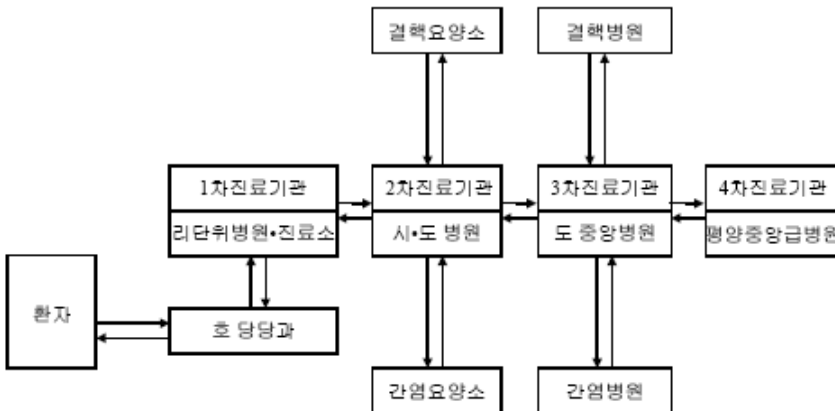 결핵요양소
결핵병원
1차진료기관
2차진료기관
3차진료기관
4차진료기관
리단위병원•진료소
시•도 병원
도 중앙병원
평양중앙급병원
환자
호 당당과
간염요양소
간염병원